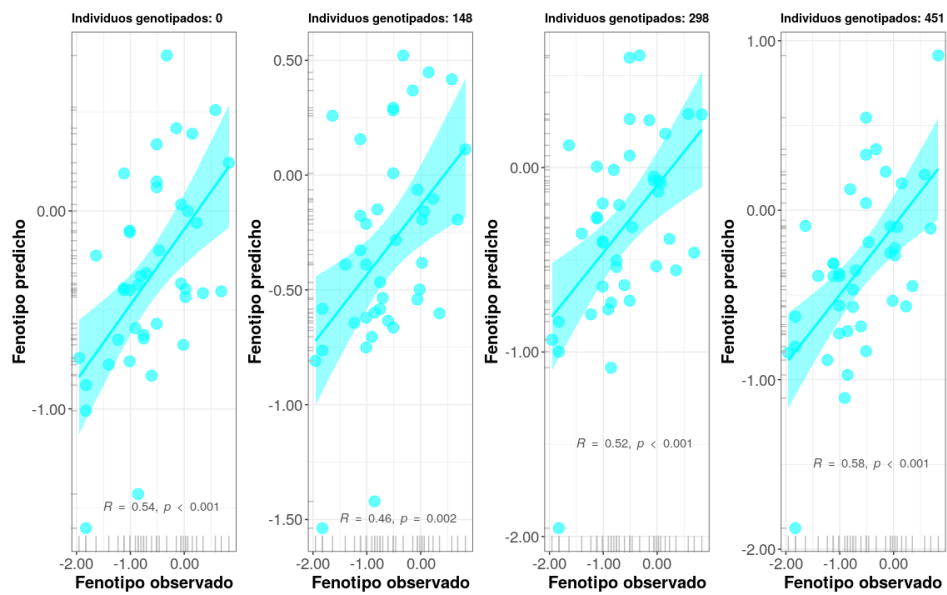 Individuos genotipados: 0
Fenotipo predicho
0.00
-1.00
R = 0.54, p < 0.001
-2.00 -1.00 0.00
Fenotipo observado
Individuos genotipados: 148
Fenotipo predicho
0.50
0.00
-0.50
-1.00
-1.50
R = 0.46, p = 0.002
-2.00 -1.00 0.00
Fenotipo observado
Individuos genotipados: 298
Fenotipo predicho
0.00
-1.00
-2.00
R = 0.52, p < 0.001
-2.00 -1.00 0.00
Fenotipo observado
Individuos genotipados: 451
Fenotipo predicho
1.00
0.00
-1.00
-2.00
R = 0.58, p < 0.001
-2.00 -1.00 0.00
Fenotipo observado